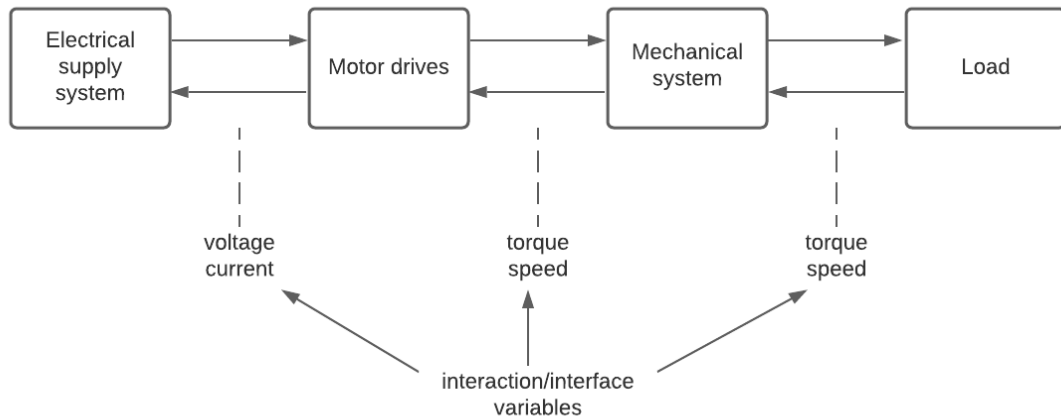 Electrical
supply
system
Motor drives
Mechanical
system
Load
voltage
current
torque
speed
torque
speed
interaction/interface
variables